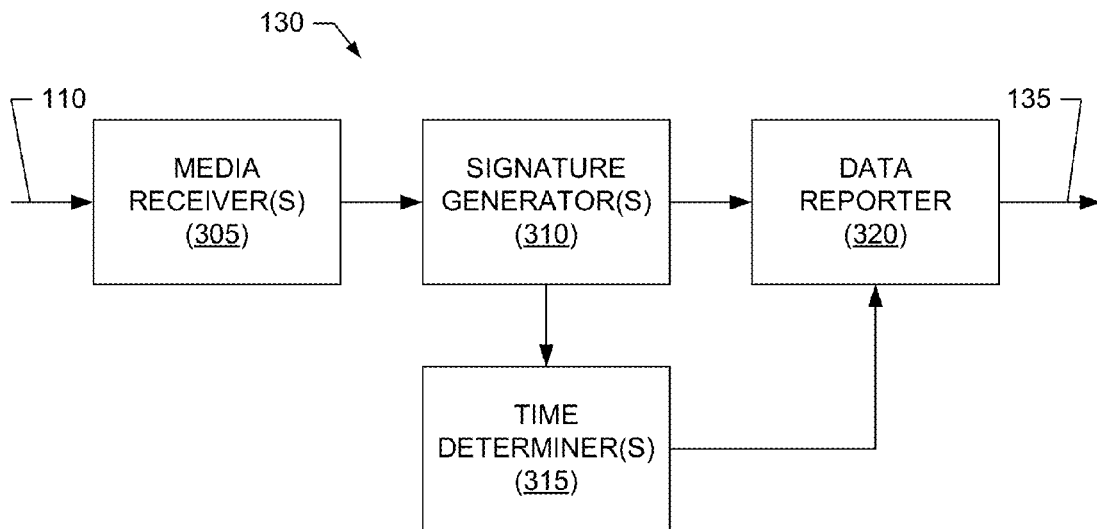 130
110
135
MEDIA
RECEIVER(S)
(305)
SIGNATURE
GENERATOR(S)
(310)
DATA
REPORTER
(320)
TIME
DETERMINER(S)
(315)